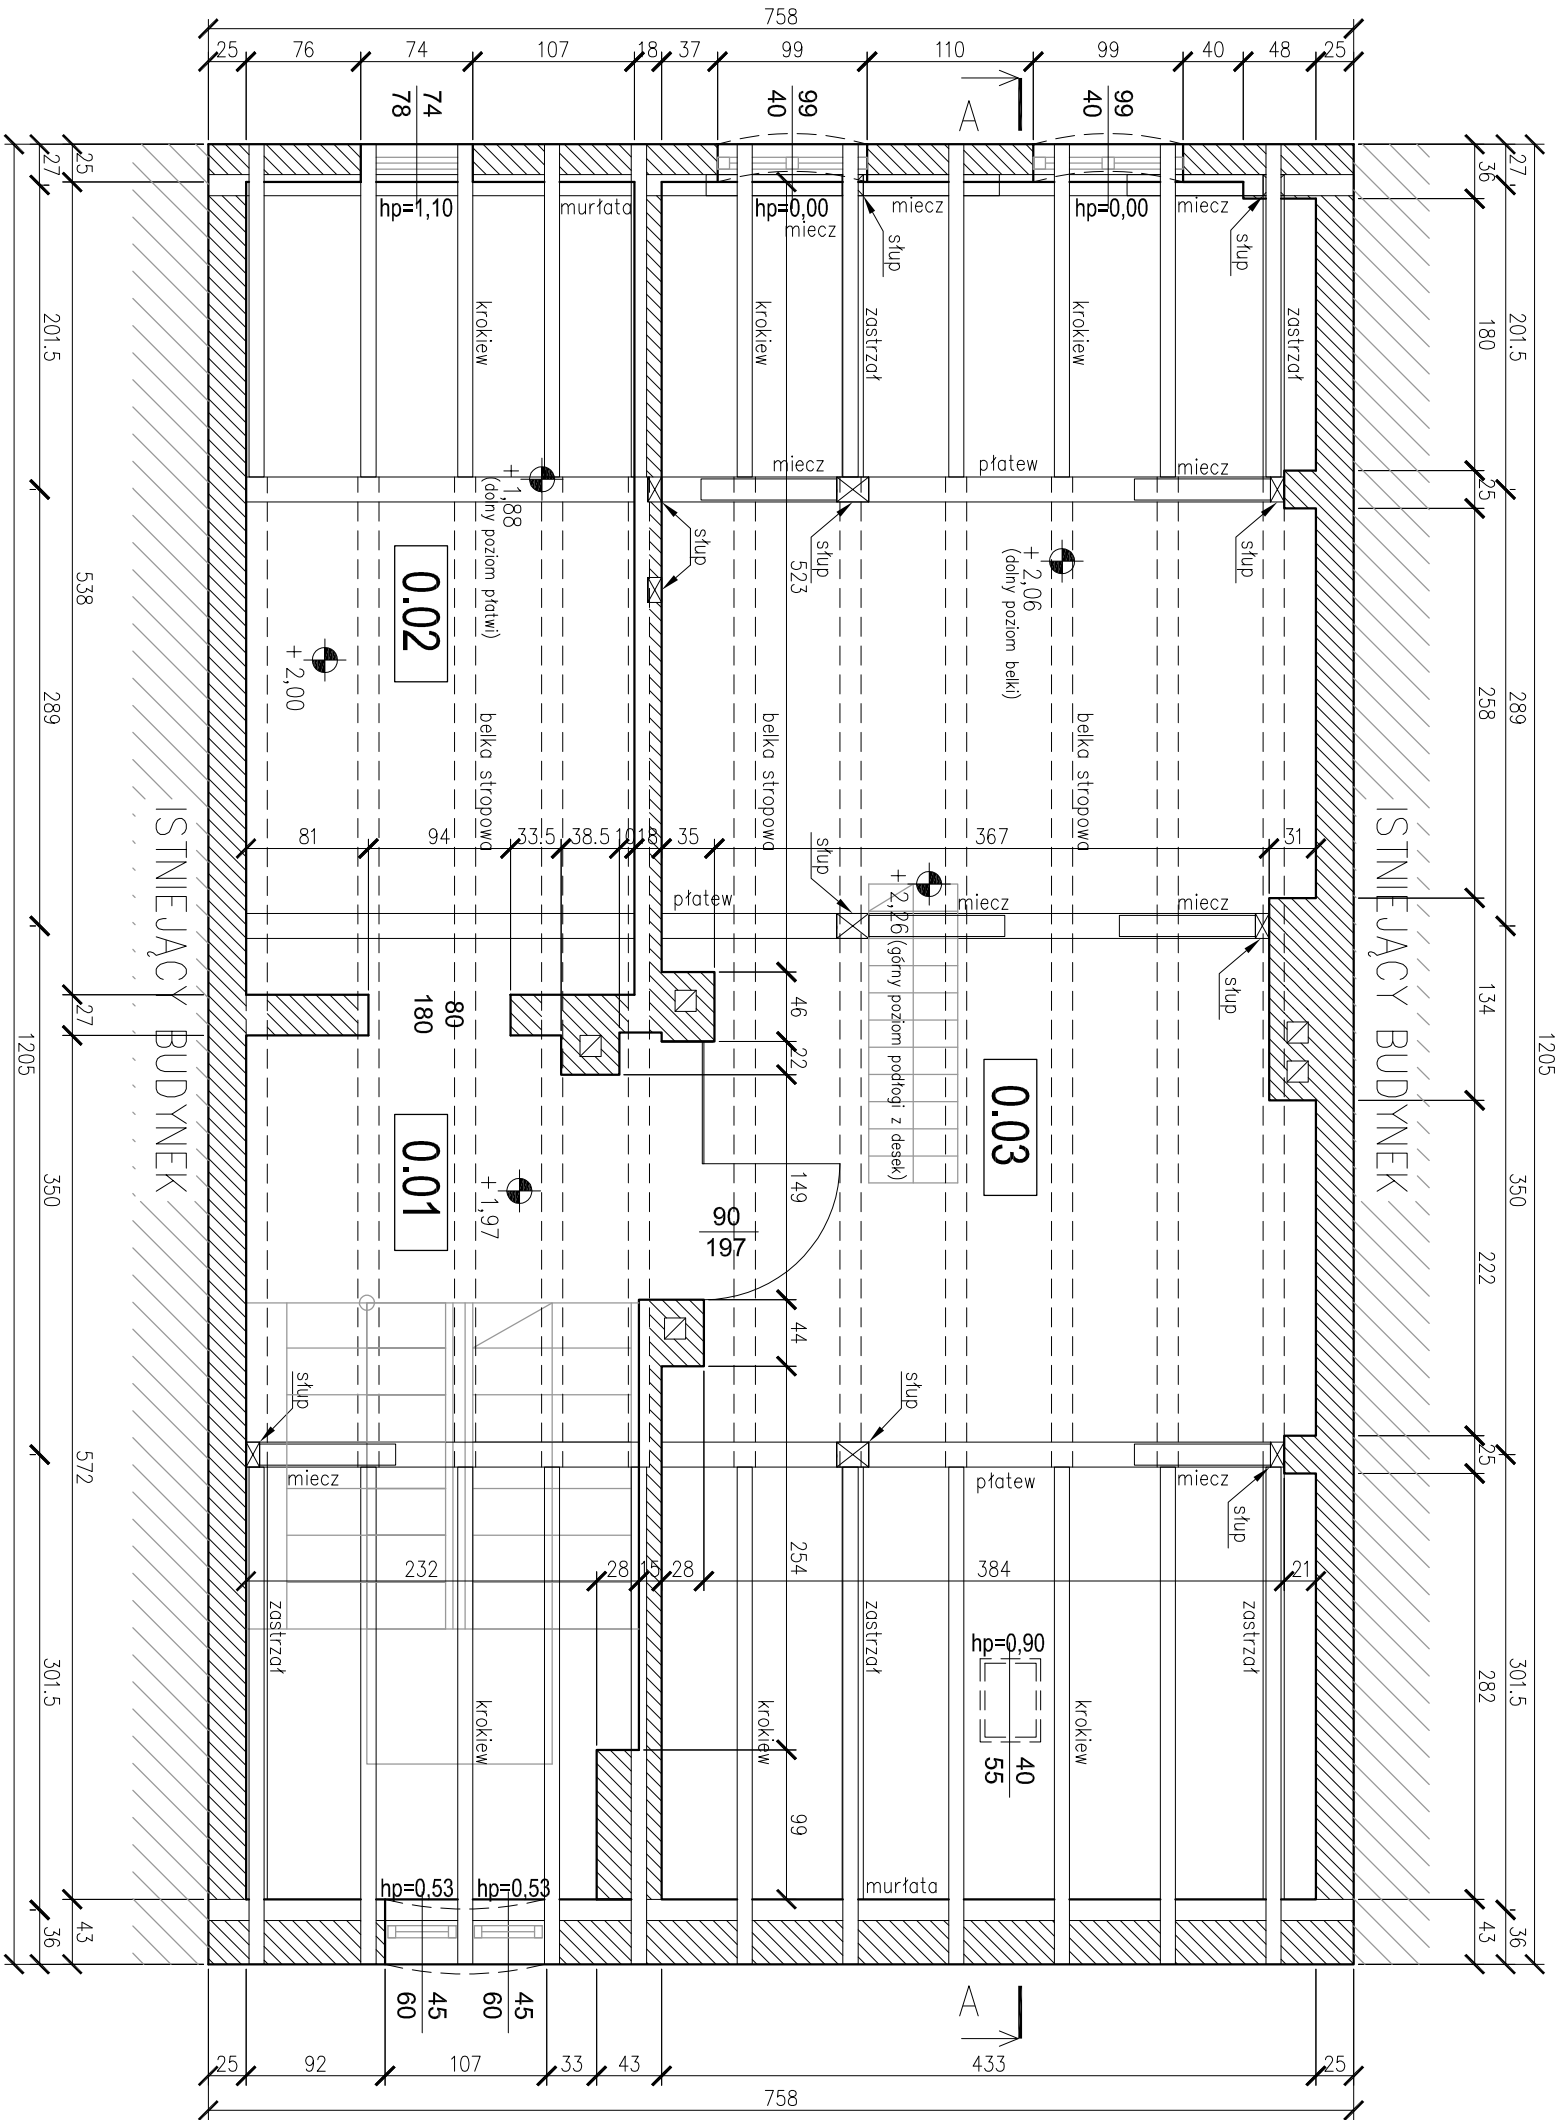 758
25 76 74 107 18 37 99 110 99 40 48 25
74
78
99
40
99
40
A
27
25
36
27
hp=1,10
murłata
hp=0,00
miecz
miecz
hp=0,00
miecz
słup
słup
201.5
krokiew
krokiew
zastrzał
krokiew
zastrzał
180
201.5
miecz
płatew
miecz
25
+ 1,88
(dolny poziom płatwi)
słup
słup
523
słup
+ 2,06
(dolny poziom belki)
538
0.02
+ 2,00
289
belka stropowa
belka stropowa
belka stropowa
258
289
81 94 33.5 38.5 10 18 35 367 31
słup
płatew
miecz
miecz
+ 2,26 (górny poziom podłogi z desek)
słup
ISTNIEJĄCY BUDYNEK
ISTNIEJĄCY BUDYNEK
27
80
180
46
22
134
1205
1205
0.03
0.01
+ 1,97
149
90
197
350
222
350
44
słup
słup
25
572
miecz
płatew
miecz
słup
254
232 28 15 28 384 21
zastrzał
zastrzał
zastrzał
hp=0,90
40
55
301.5
krokiew
krokiew
krokiew
282
301.5
99
hp=0,53
hp=0,53
murłata
36
43
43
36
45
60
45
60
A
25 92 107 33 43 433 25
758